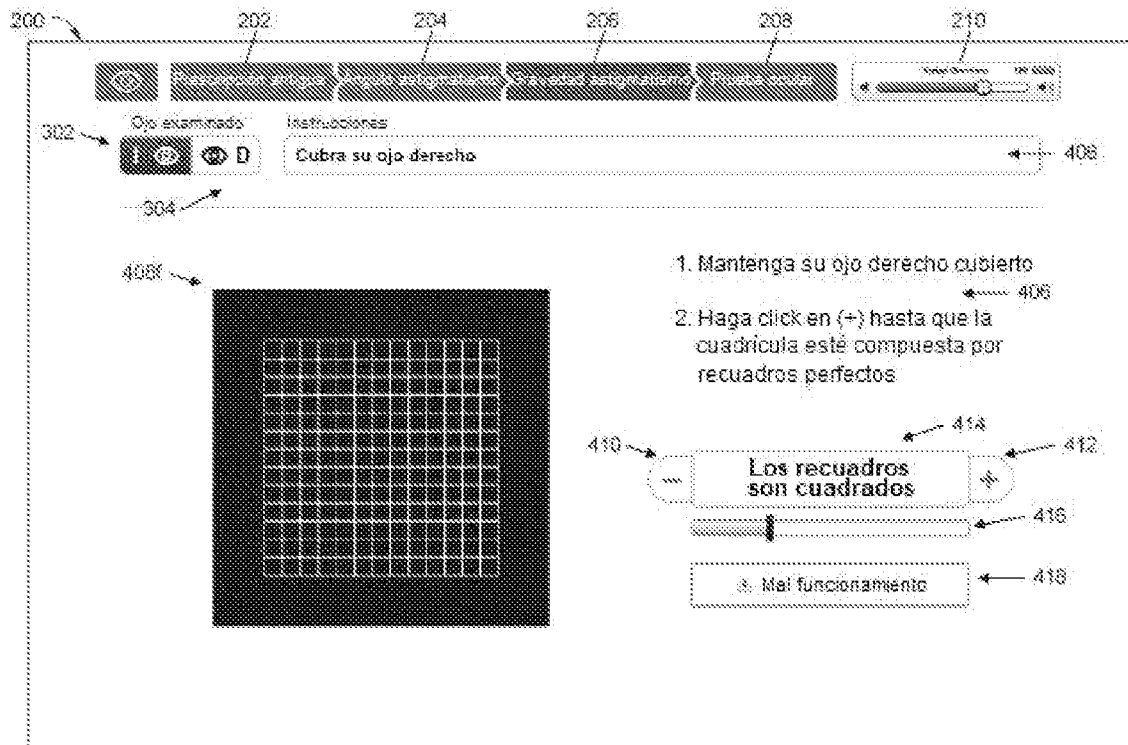 200 202 204 206 208 210
302 Ojo examinado Instrucciones
I D Cubra su ojo derecho 408
304
408f
1. Mantenga su ojo derecho cubierto
406
2. Haga click en (+) hasta que la
cuadrícula esté compuesta por
recuadros perfectos
414
410 412
Los recuadros
son cuadrados
- +
416
Mal funcionamiento 418